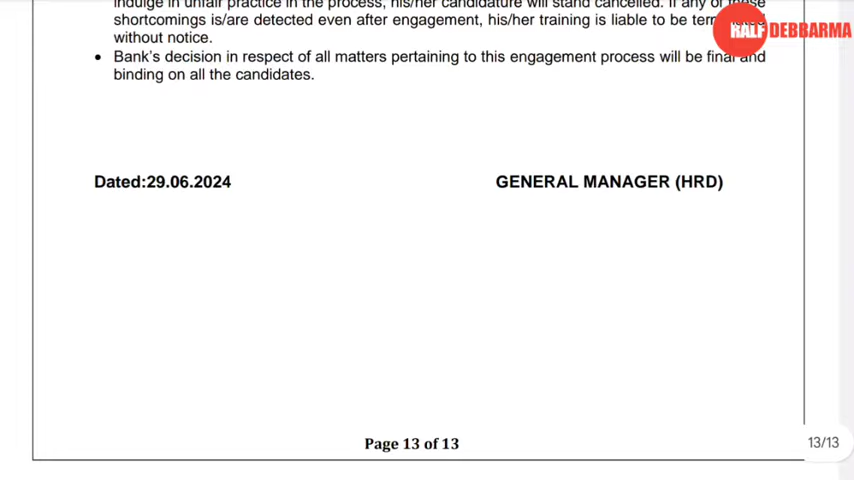 indulge in unfair practice in the process, his/her candidature will stand cancelled. If any of these
shortcomings is/are detected even after engagement, his/her training is liable to be
without notice.
• Bank's decision in respect of all matters pertaining to this engagement process will be final and
binding on all the candidates.
RALF DEBBARMA
Dated:29.06.2024 GENERAL MANAGER (HRD)
Page 13 of 13
13/13